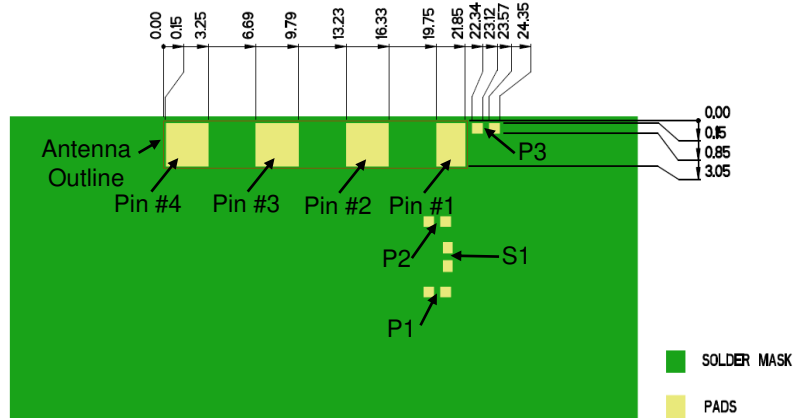 0.00
0.15
3.25
6.69
9.79
13.23
16.33
19.75
21.85
22.34
23.12
23.57
24.35
0.00
0.15
0.85
3.05
Antenna
Outline
P3
Pin #4
Pin #3
Pin #2
Pin #1
P2
S1
P1
SOLDER MASK
PADS